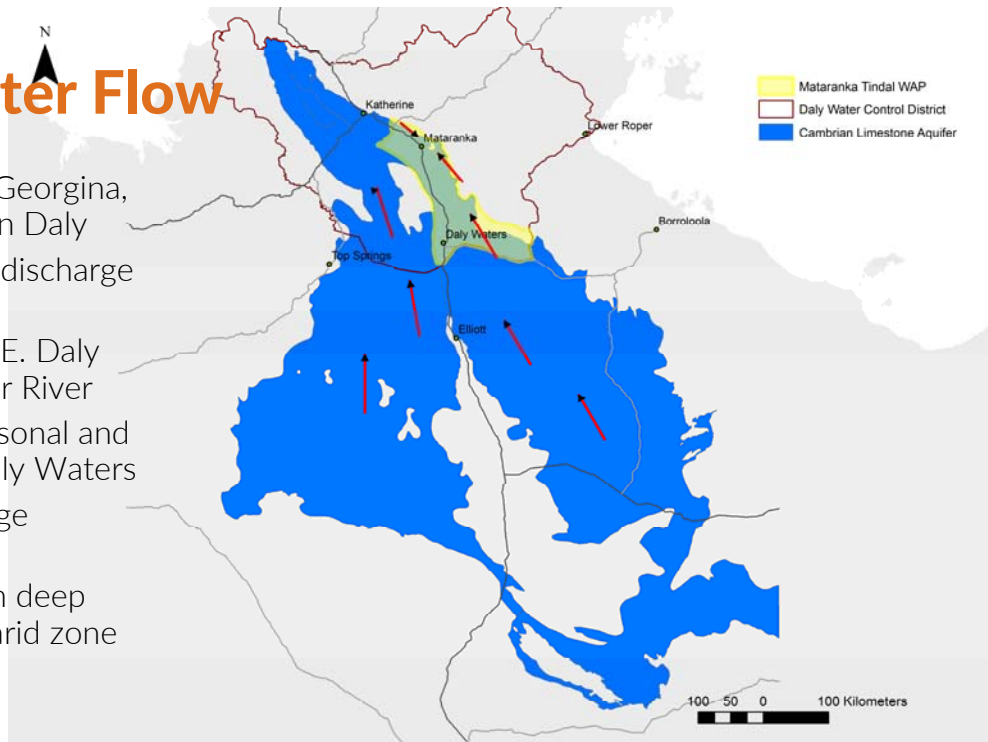 N
ter Flow
Georgina,
n Daly
discharge
E. Daly
r River
sonal and
ly Waters
ge
n deep
arid zone
Katherine
Mataranka
Lower Roper
Daly Waters
Borroloola
Top Springs
Elliott
Mataranka Tindal WAP
Daly Water Control District
Cambrian Limestone Aquifer
100 50 0 100 Kilometers